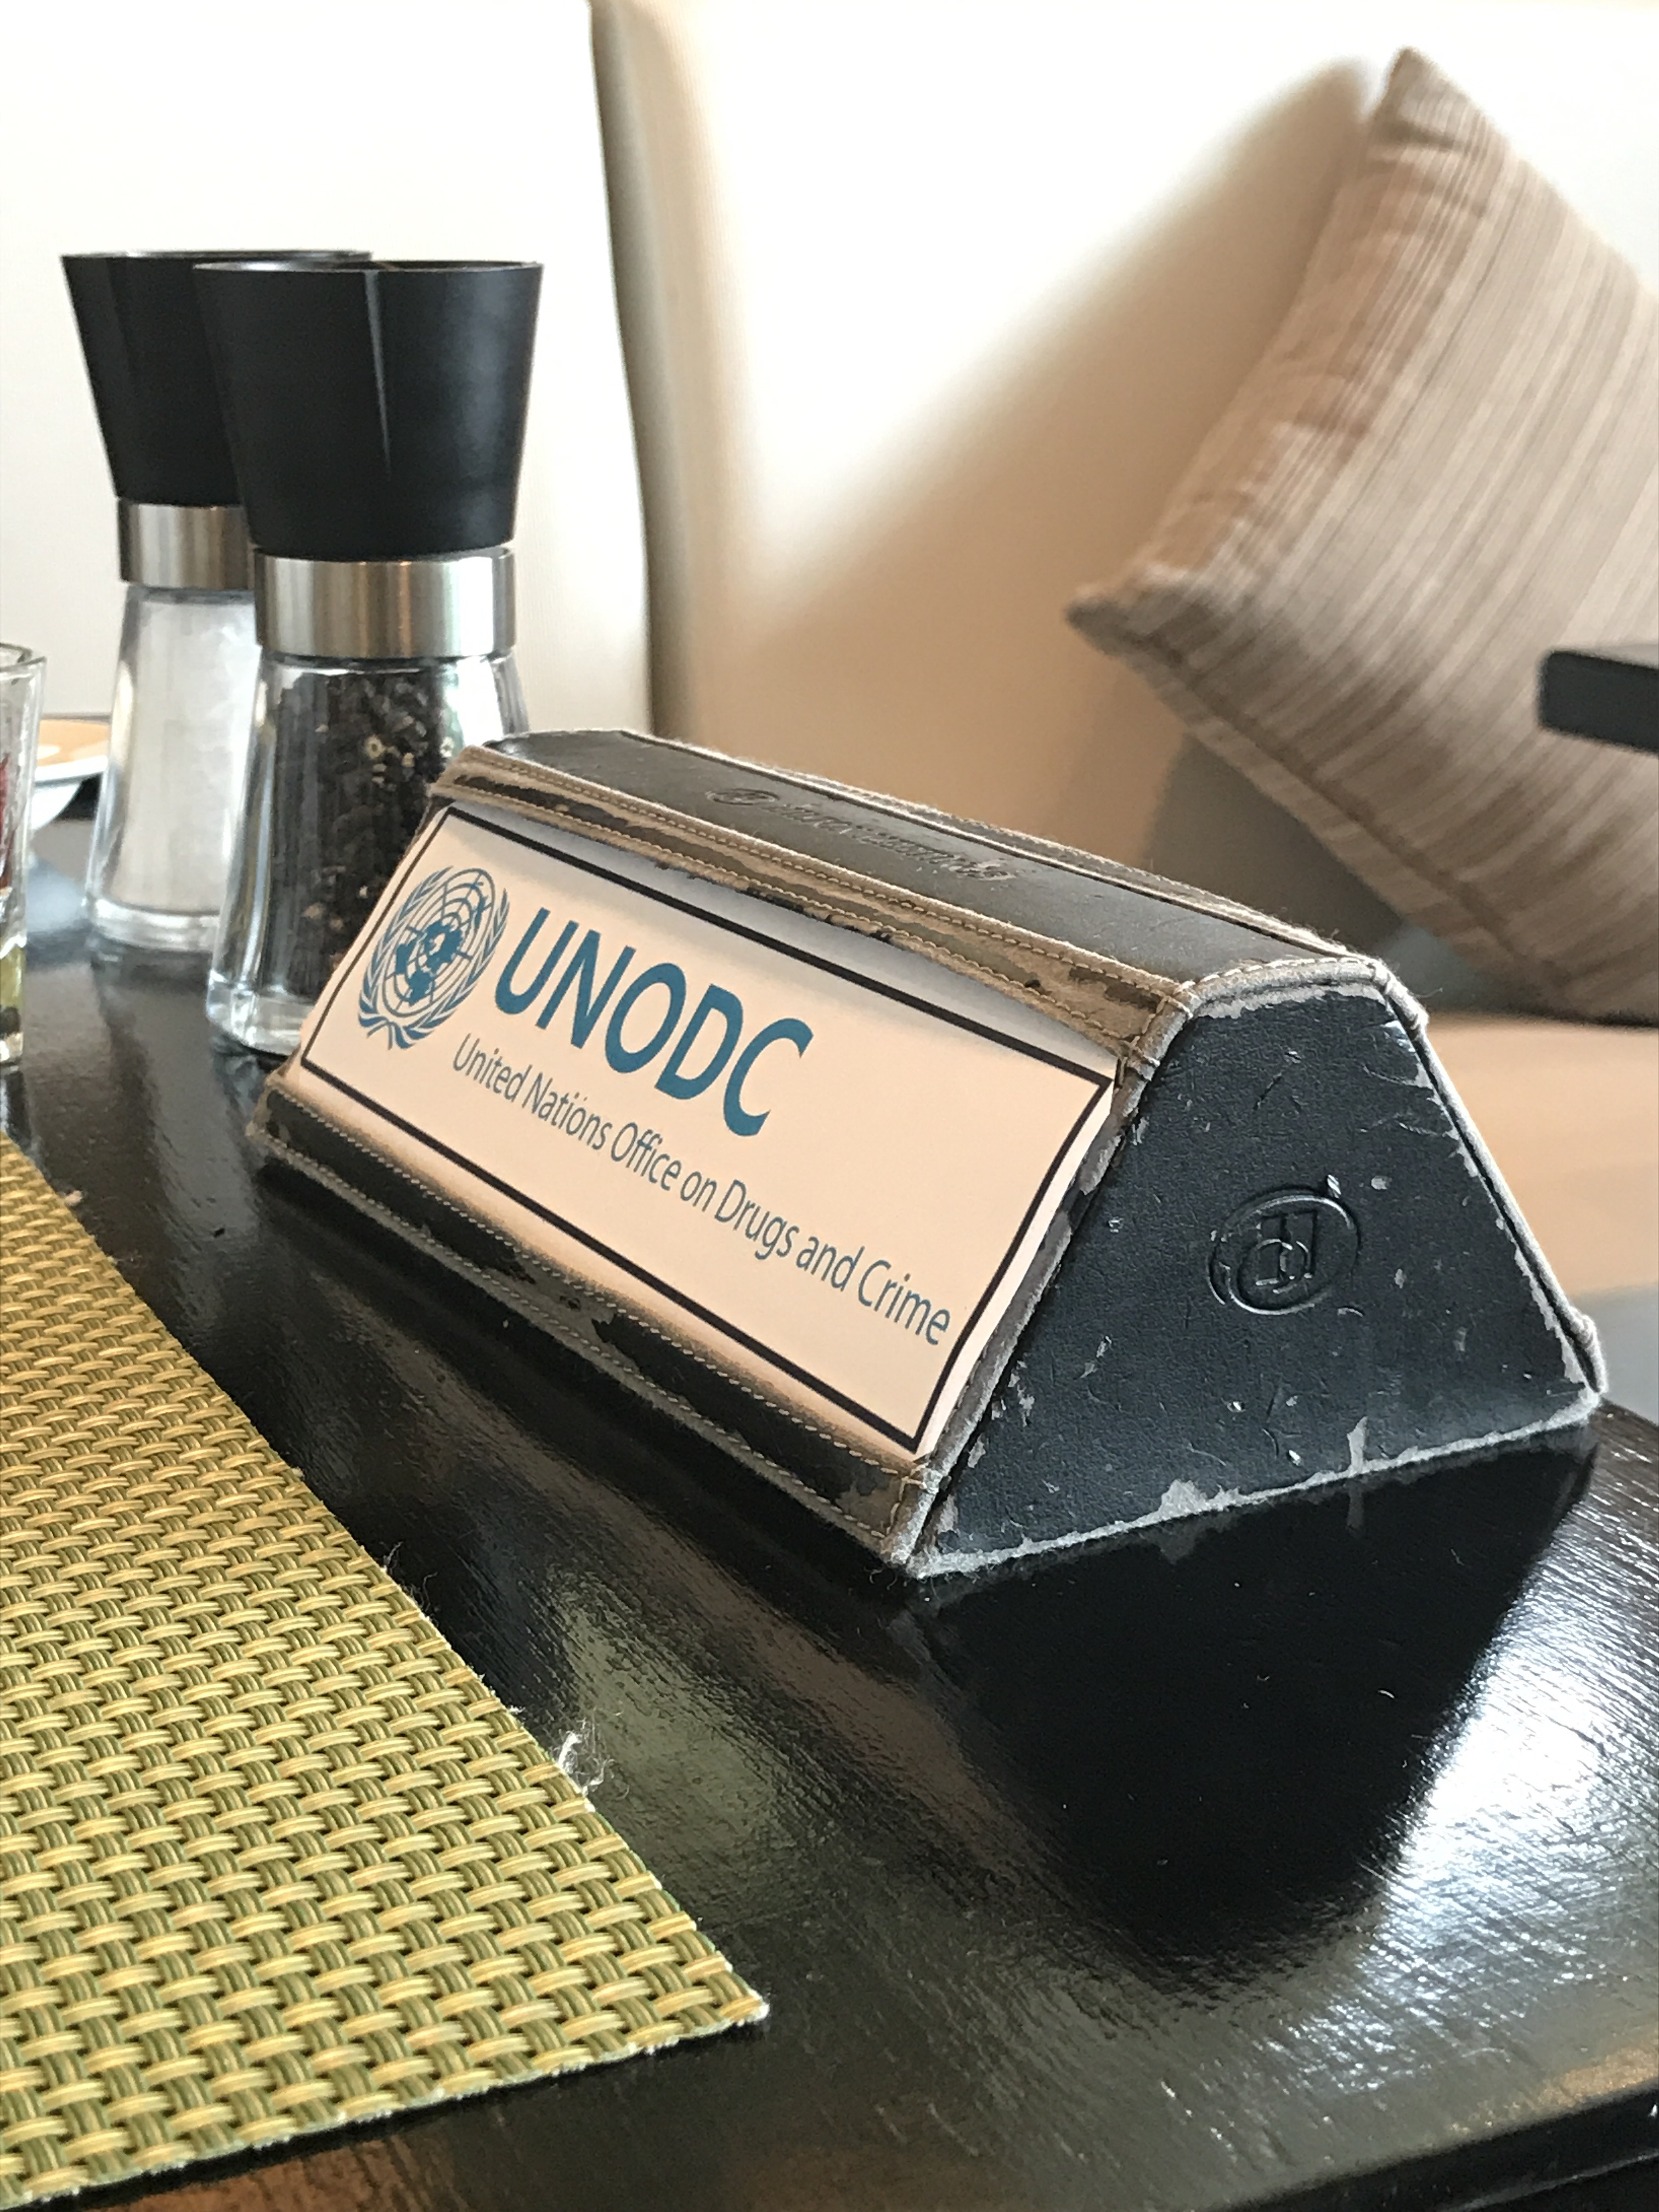 UNODC
United Nations Office on Drugs and Crime